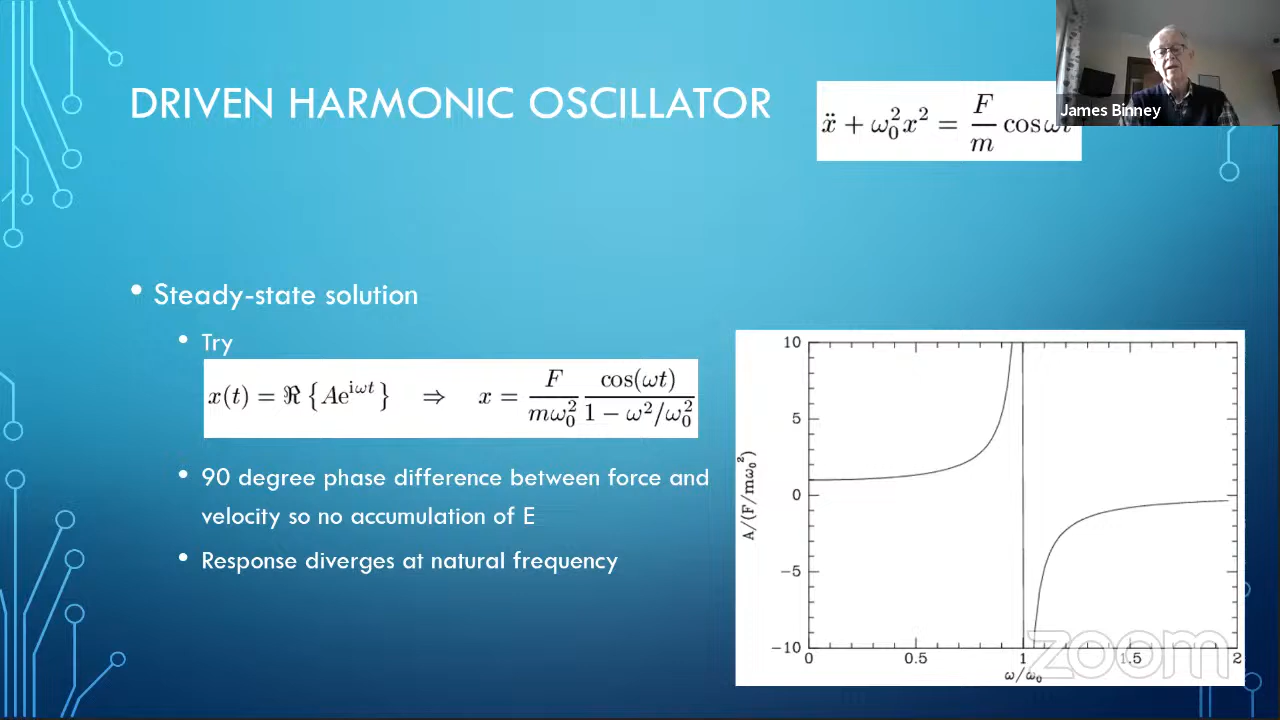 DRIVEN HARMONIC OSCILLATOR
ẍ + ω₀²x² = F/m cos ωt
James Binney
• Steady-state solution
• Try
x(t) = ℜ {Ae^{iωt}} ⇒ x = F/(mω₀²) cos(ωt)/(1 − ω²/ω₀²)
• 90 degree phase difference between force and
velocity so no accumulation of E
• Response diverges at natural frequency
10
5
0
−5
−10
A/(F/mω₀²)
0 0.5 1 1.5 2
ω/ω₀
zoom